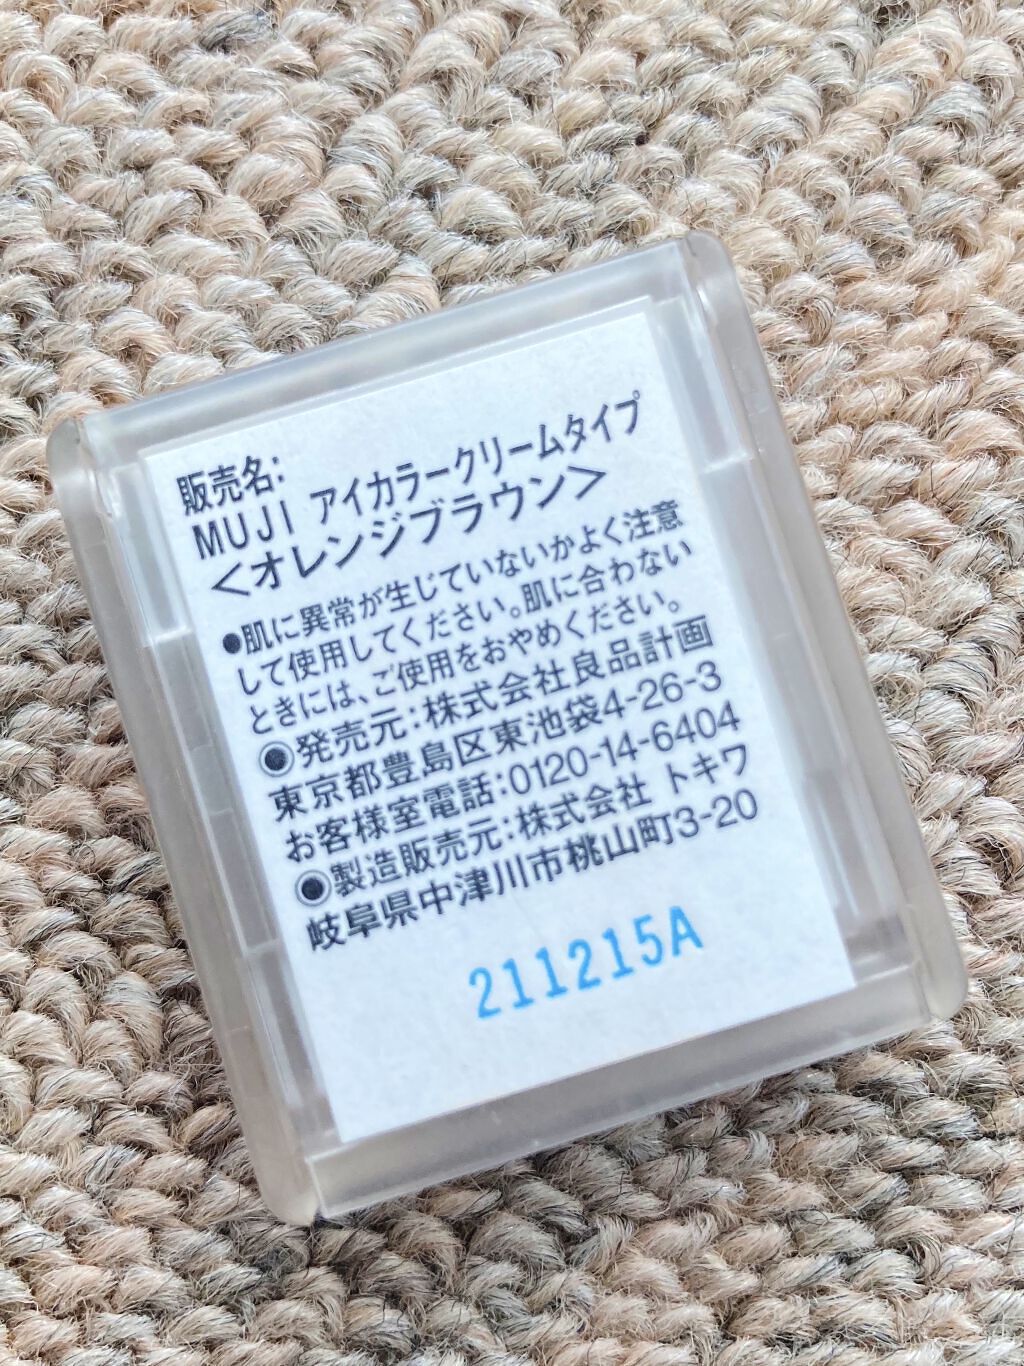 販売名:
MUJI アイカラークリームタイプ
<オレンジブラウン>
●肌に異常が生じていないかよく注意
して使用してください。肌に合わない
ときには、ご使用をおやめください。
◉発売元:株式会社良品計画
東京都豊島区東池袋4-26-3
お客様室電話:0120-14-6404
◉製造販売元:株式会社 トキワ
岐阜県中津川市桃山町3-20
211215A